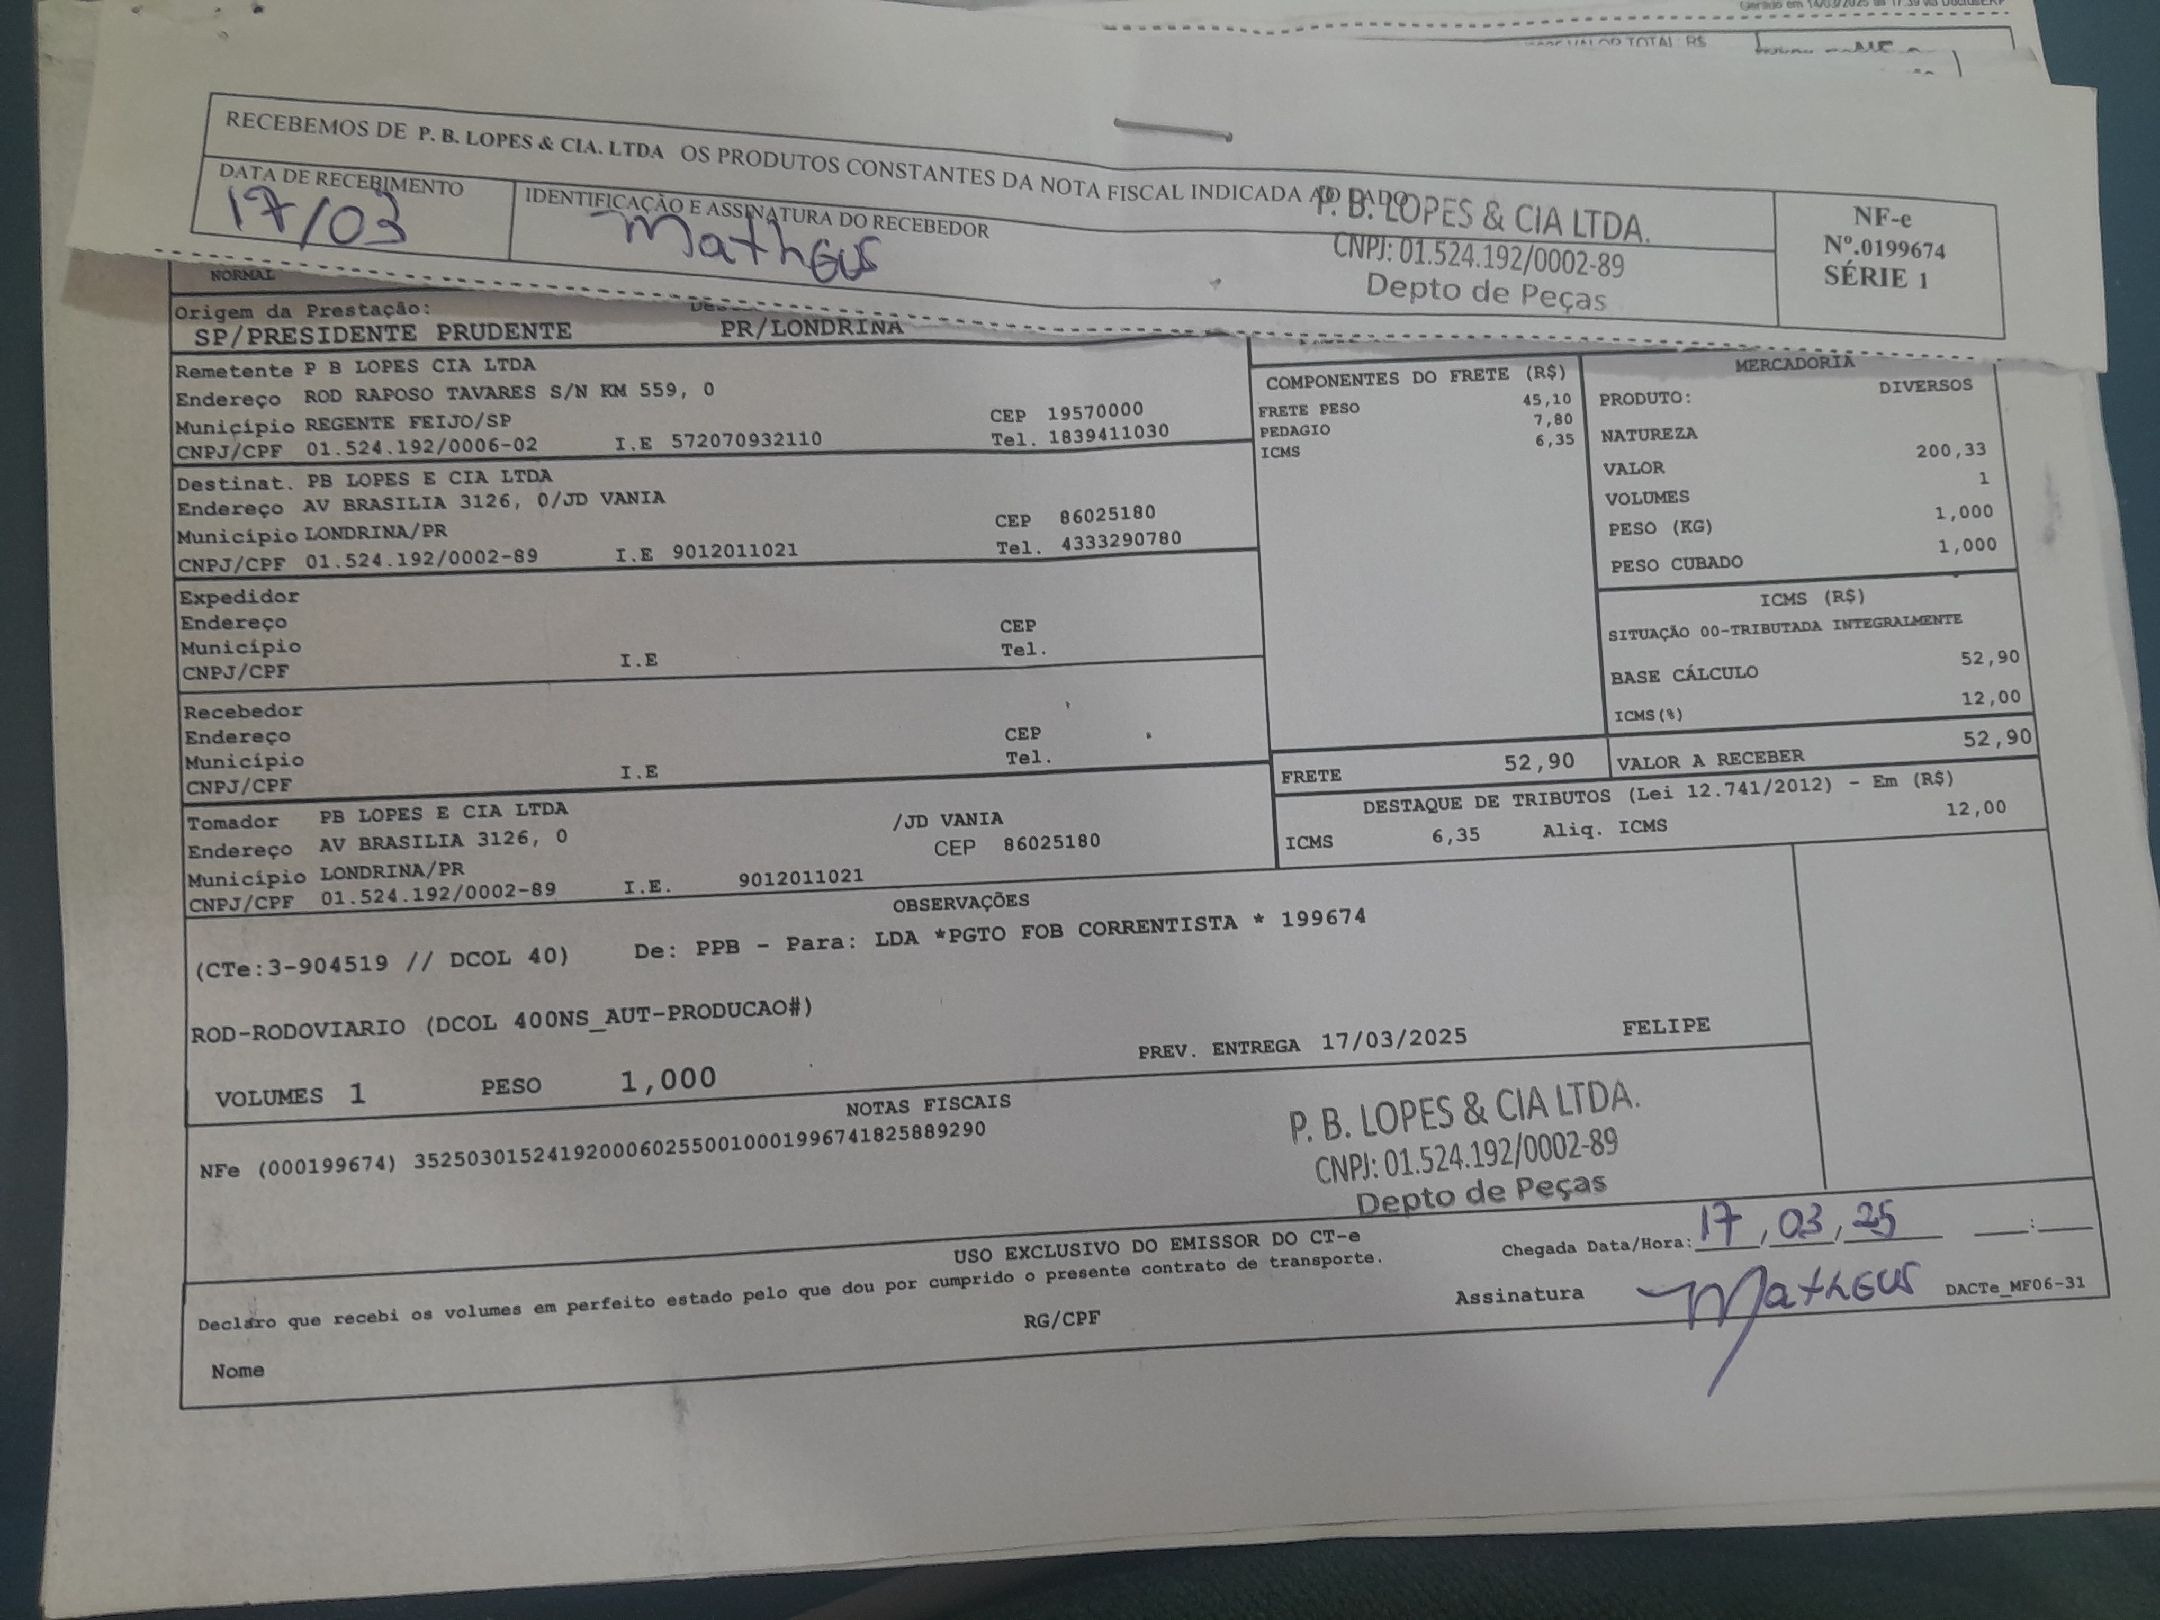 Gerado em 14/03/2025 às 17:39 via
VALOR TOTAL: R$
RECEBEMOS DE P. B. LOPES & CIA. LTDA OS PRODUTOS CONSTANTES DA NOTA FISCAL INDICADA AO LADO
DATA DE RECEBIMENTO
17/03
IDENTIFICAÇÃO E ASSINATURA DO RECEBEDOR
Matheus
P. B. LOPES & CIA LTDA.
CNPJ: 01.524.192/0002-89
Depto de Peças
NF-e
Nº.0199674
SÉRIE 1
NORMAL
Origem da Prestação:
SP/PRESIDENTE PRUDENTE PR/LONDRINA
Remetente P B LOPES CIA LTDA
Endereço ROD RAPOSO TAVARES S/N KM 559, 0
Município REGENTE FEIJO/SP CEP 19570000
CNPJ/CPF 01.524.192/0006-02 I.E 572070932110 Tel. 1839411030
Destinat. PB LOPES E CIA LTDA
Endereço AV BRASILIA 3126, 0/JD VANIA
Município LONDRINA/PR CEP 86025180
CNPJ/CPF 01.524.192/0002-89 I.E 9012011021 Tel. 4333290780
Expedidor
Endereço
Município CEP
CNPJ/CPF I.E Tel.
Recebedor
Endereço
Município CEP
CNPJ/CPF I.E Tel.
Tomador PB LOPES E CIA LTDA
Endereço AV BRASILIA 3126, 0 /JD VANIA
Município LONDRINA/PR CEP 86025180
CNPJ/CPF 01.524.192/0002-89 I.E. 9012011021
COMPONENTES DO FRETE (R$)
FRETE PESO 45,10
PEDAGIO 7,80
ICMS 6,35
FRETE 52,90
MERCADORIA
PRODUTO: DIVERSOS
NATUREZA
VALOR 200,33
VOLUMES 1
PESO (KG) 1,000
PESO CUBADO 1,000
ICMS (R$)
SITUAÇÃO 00-TRIBUTADA INTEGRALMENTE
BASE CÁLCULO 52,90
ICMS(%) 12,00
VALOR A RECEBER 52,90
DESTAQUE DE TRIBUTOS (Lei 12.741/2012) - Em (R$)
ICMS 6,35 Aliq. ICMS 12,00
OBSERVAÇÕES
(CTe:3-904519 // DCOL 40) De: PPB - Para: LDA *PGTO FOB CORRENTISTA * 199674
ROD-RODOVIARIO (DCOL 400NS_AUT-PRODUCAO#)
PREV. ENTREGA 17/03/2025 FELIPE
VOLUMES 1 PESO 1,000
NOTAS FISCAIS
NFe (000199674) 35250301524192000602550010001996741825889290
P. B. LOPES & CIA LTDA.
CNPJ: 01.524.192/0002-89
Depto de Peças
USO EXCLUSIVO DO EMISSOR DO CT-e
Declaro que recebi os volumes em perfeito estado pelo que dou por cumprido o presente contrato de transporte.
Chegada Data/Hora: 17, 03, 25 __:__
Nome RG/CPF Assinatura Matheus DACTe_MF06-31